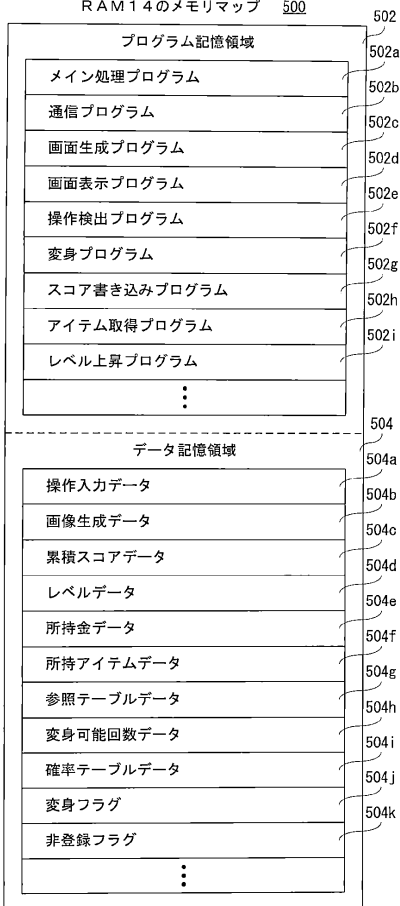 RAM14のメモリマップ 500
502
プログラム記憶領域
502a
メイン処理プログラム
502b
通信プログラム
502c
画面生成プログラム
502d
画面表示プログラム
502e
操作検出プログラム
502f
変身プログラム
502g
スコア書き込みプログラム
502h
アイテム取得プログラム
502i
レベル上昇プログラム
504
データ記憶領域
504a
操作入力データ
504b
画像生成データ
504c
累積スコアデータ
504d
レベルデータ
504e
所持金データ
504f
所持アイテムデータ
504g
参照テーブルデータ
504h
変身可能回数データ
504i
確率テーブルデータ
504j
変身フラグ
504k
非登録フラグ